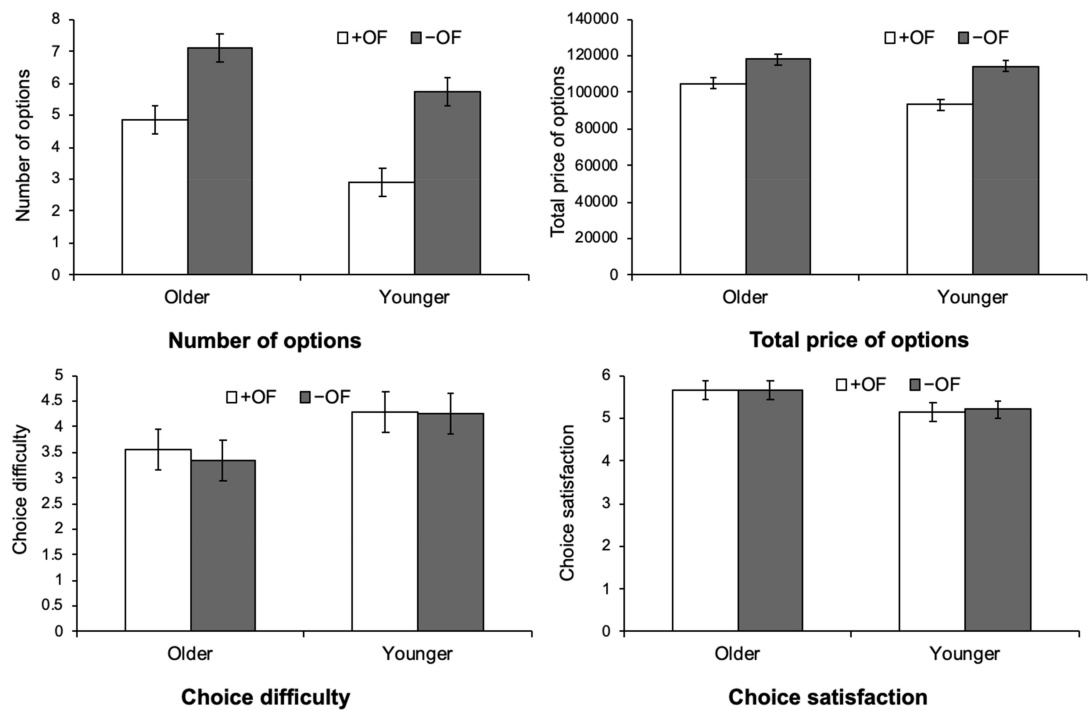 Number of options
8
7
6
5
4
3
2
1
0
+OF −OF
Older Younger
Number of options
Total price of options
140000
120000
100000
80000
60000
40000
20000
0
+OF −OF
Older Younger
Total price of options
Choice difficulty
5
4.5
4
3.5
3
2.5
2
1.5
1
0.5
0
+OF −OF
Older Younger
Choice difficulty
Choice satisfaction
6
5
4
3
2
1
0
+OF −OF
Older Younger
Choice satisfaction